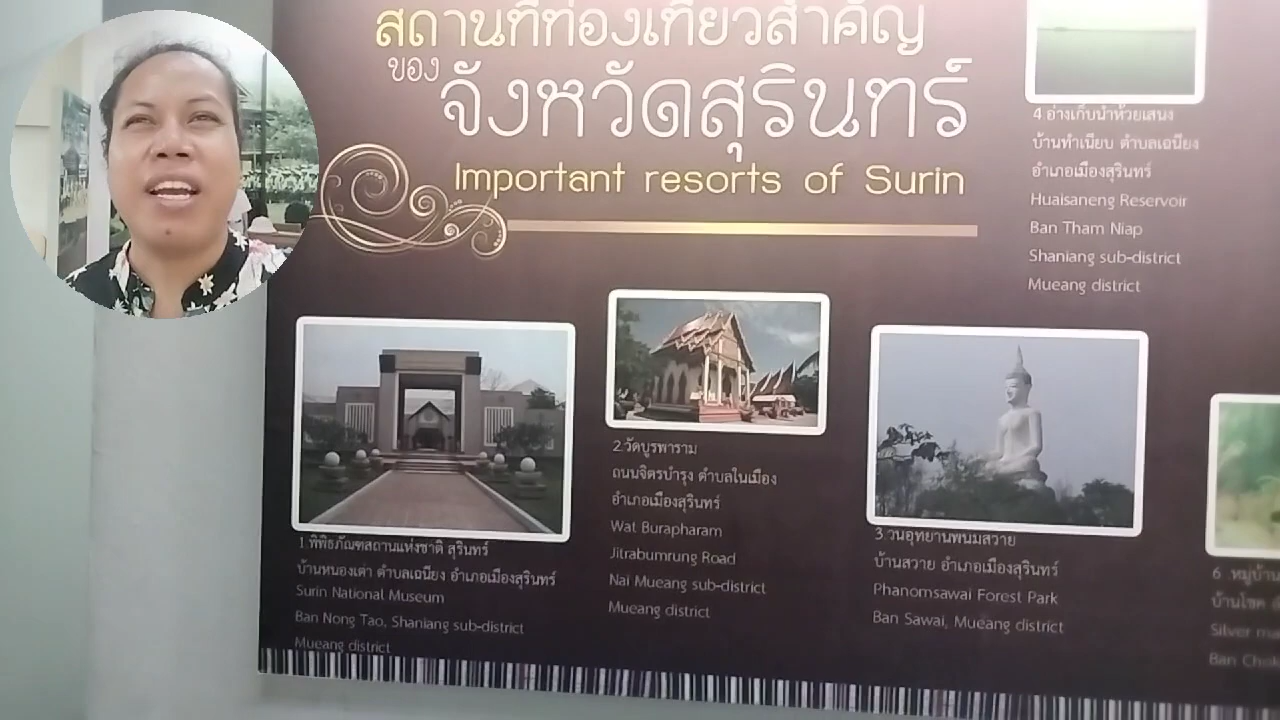 สถานที่ท่องเที่ยวสำคัญ
ของ
จังหวัดสุรินทร์
Important resorts of Surin
1.พิพิธภัณฑสถานแห่งชาติ สุรินทร์
บ้านหนองเต่า ตำบลเฉนียง อำเภอเมืองสุรินทร์
Surin National Museum
Ban Nong Tao, Shaniang sub-district
Mueang district
2.วัดบูรพาราม
ถนนจิตรบำรุง ตำบลในเมือง
อำเภอเมืองสุรินทร์
Wat Burapharam
Jitrabumrung Road
Nai Mueang sub-district
Mueang district
3.วนอุทยานพนมสวาย
บ้านสวาย อำเภอเมืองสุรินทร์
Phanomsawai Forest Park
Ban Sawai, Mueang district
4.อ่างเก็บน้ำห้วยเสนง
บ้านทำเนียบ ตำบลเฉนียง
อำเภอเมืองสุรินทร์
Huaisaneng Reservoir
Ban Tham Niap
Shaniang sub-district
Mueang district
6 .หมู่บ้าน
บ้านโชค
Silver
Ban